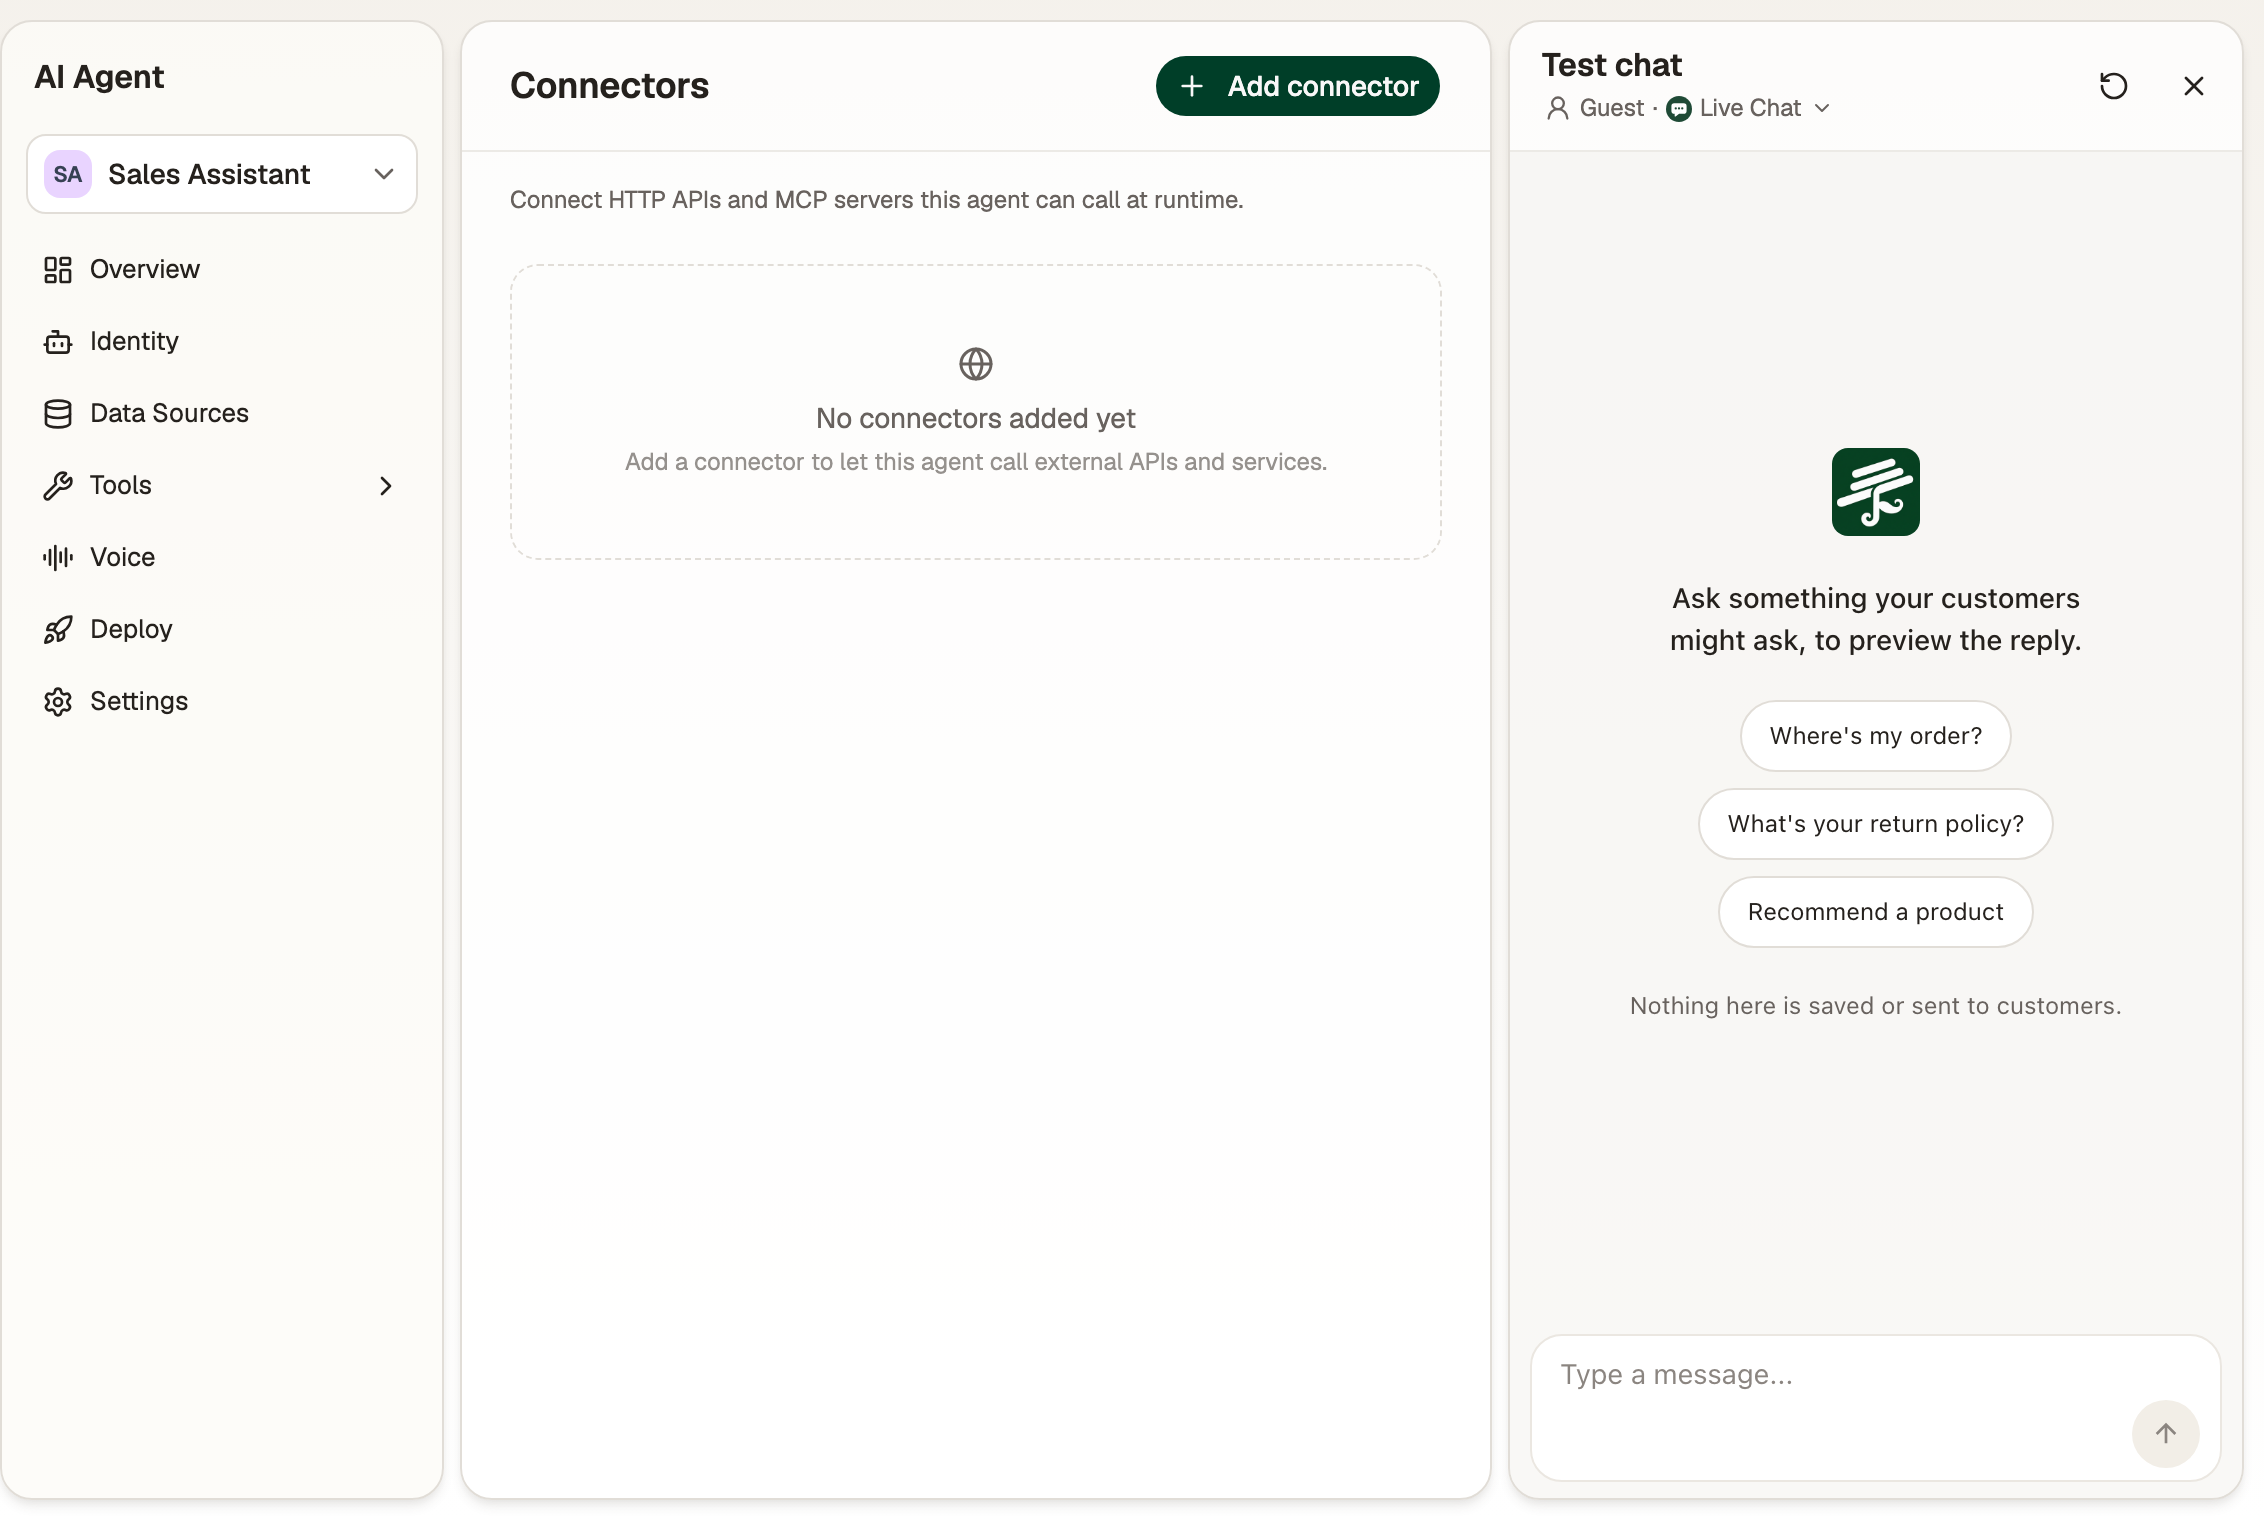 AI Agent
SA Sales Assistant
Overview
Identity
Data Sources
Tools
Voice
Deploy
Settings
Connectors
Add connector
Connect HTTP APIs and MCP servers this agent can call at runtime.
No connectors added yet
Add a connector to let this agent call external APIs and services.
Test chat
Guest · Live Chat
Ask something your customers
might ask, to preview the reply.
Where's my order?
What's your return policy?
Recommend a product
Nothing here is saved or sent to customers.
Type a message...